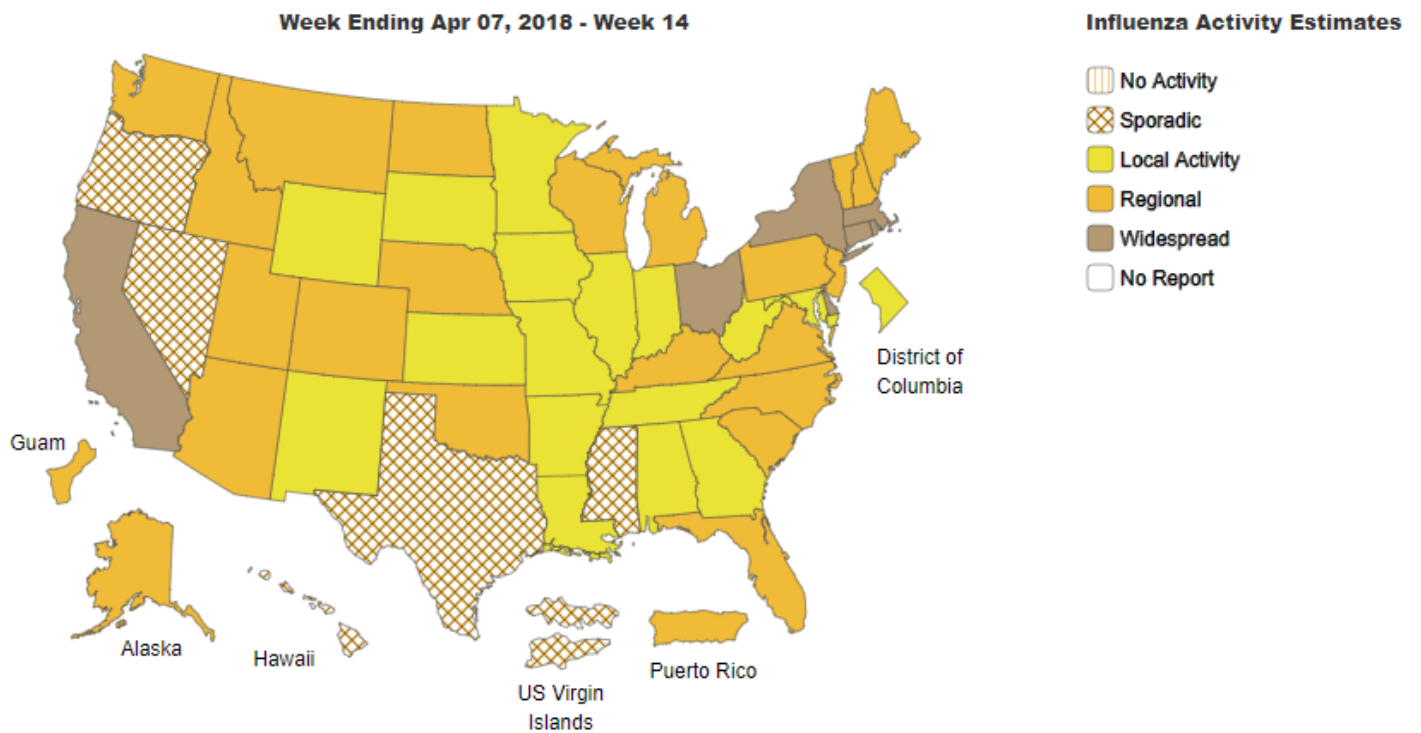 Week Ending Apr 07, 2018 - Week 14
Influenza Activity Estimates
No Activity
Sporadic
Local Activity
Regional
Widespread
No Report
District of
Columbia
Guam
Alaska
Hawaii
US Virgin
Islands
Puerto Rico